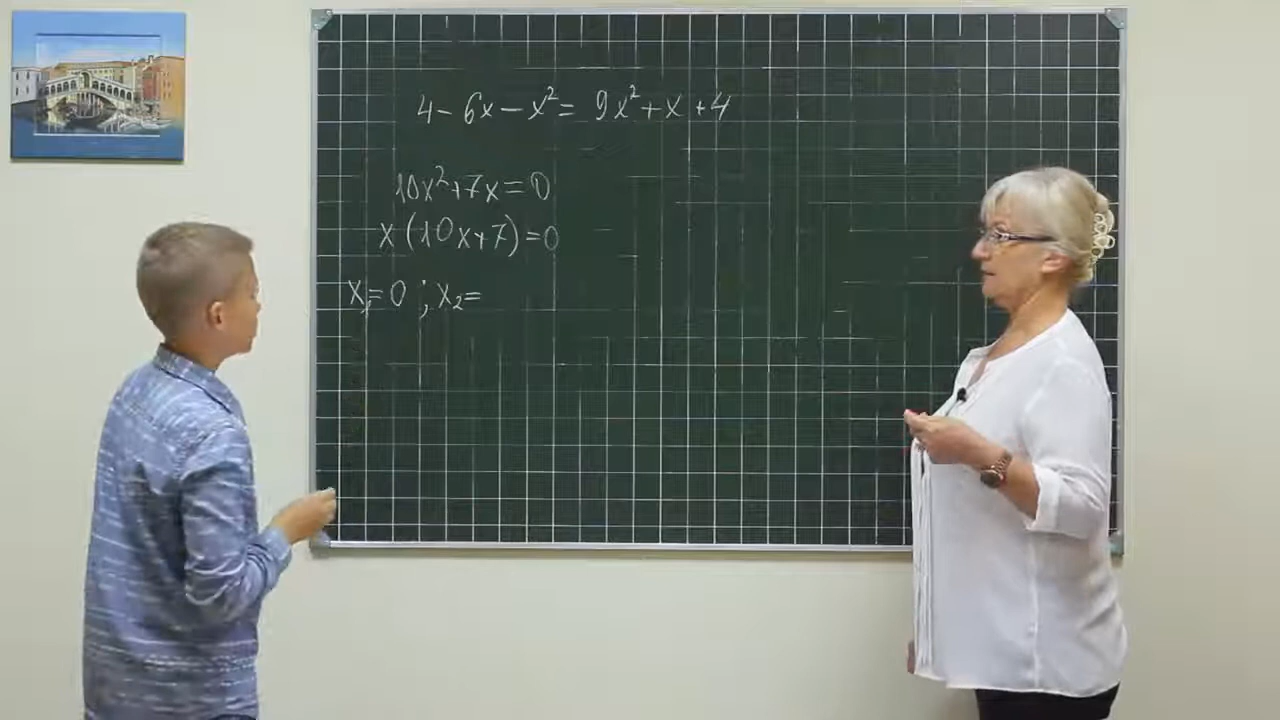 4 - 6x - x² = 9x² + x + 4
10x² + 7x = 0
x (10x + 7) = 0
x₁ = 0 ; x₂ =